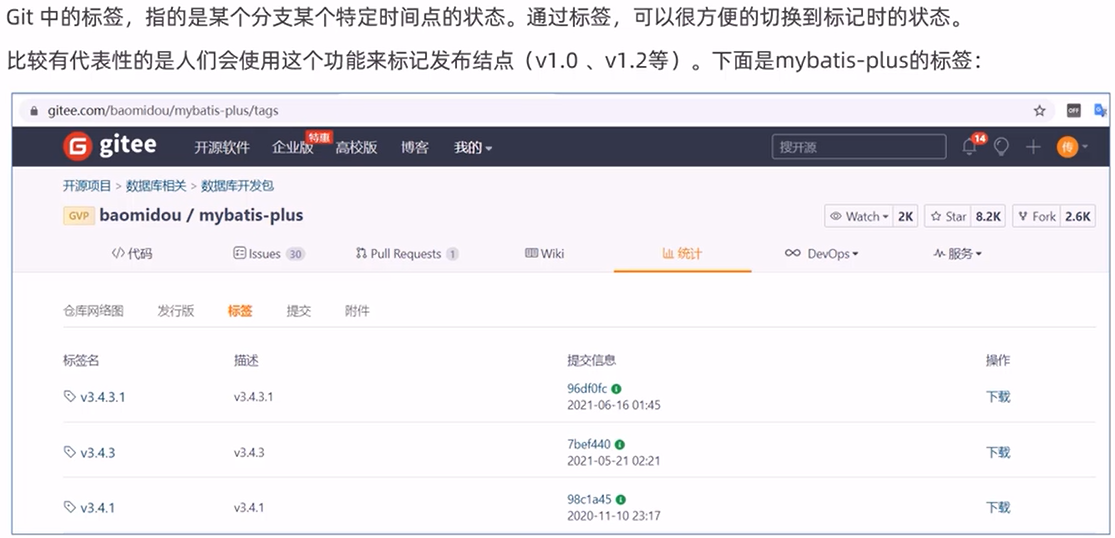 Git 中的标签，指的是某个分支某个特定时间点的状态。通过标签，可以很方便的切换到标记时的状态。
比较有代表性的是人们会使用这个功能来标记发布结点（v1.0 、v1.2等）。下面是mybatis-plus的标签：
gitee.com/baomidou/mybatis-plus/tags
OFF
G gitee 开源软件 企业版 特惠 高校版 博客 我的 搜开源 14 传
开源项目 > 数据库相关 > 数据库开发包
GVP baomidou / mybatis-plus Watch 2K Star 8.2K Fork 2.6K
代码 Issues 30 Pull Requests 1 Wiki 统计 DevOps 服务
仓库网络图 发行版 标签 提交 附件
标签名 描述 提交信息 操作
v3.4.3.1 v3.4.3.1 96df0fc 2021-06-16 01:45 下载
v3.4.3 v3.4.3 7bef440 2021-05-21 02:21 下载
v3.4.1 v3.4.1 98c1a45 2020-11-10 23:17 下载